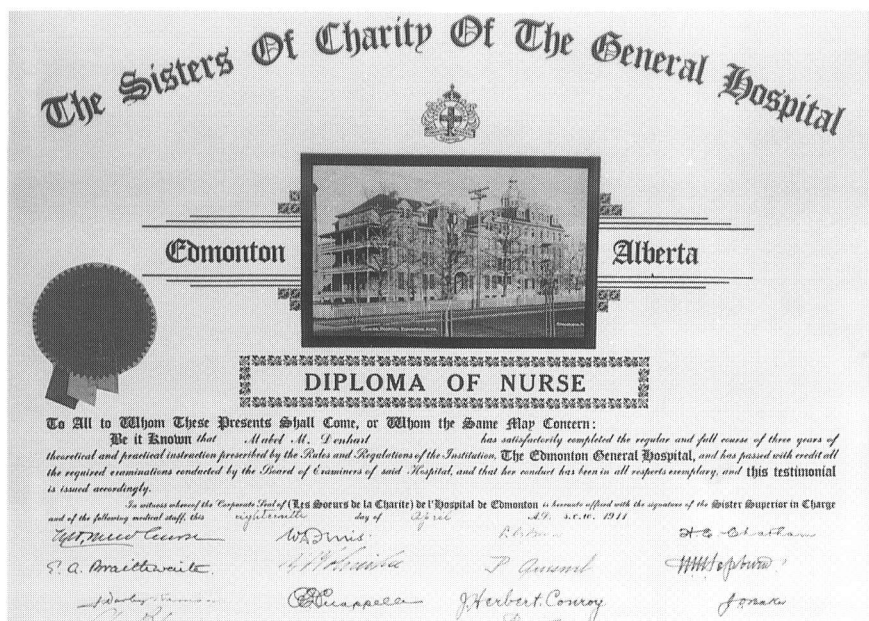 The Sisters Of Charity Of The General Hospital
Edmonton
Alberta
General Hospital Edmonton Alta.
DIPLOMA OF NURSE
To All to Whom These Presents Shall Come, or Whom the Same May Concern:
Be it Known that Mabel M. Denhart has satisfactorily completed the regular and full course of three years of
theoretical and practical instruction prescribed by the Rules and Regulations of the Institution, The Edmonton General Hospital, and has passed with credit all
the required examinations conducted by the Board of Examiners of said Hospital, and that her conduct has been in all respects exemplary, and this testimonial
is issued accordingly.
In witness whereof the Corporate Seal of (Les Soeurs de la Charite) de l'Hospital de Edmonton is hereunto affixed with the signature of the Sister Superior in Charge
and of the following medical staff, this eighteenth day of April A.D. 1911
E. A. Braithwaite
J. Herbert. Conroy